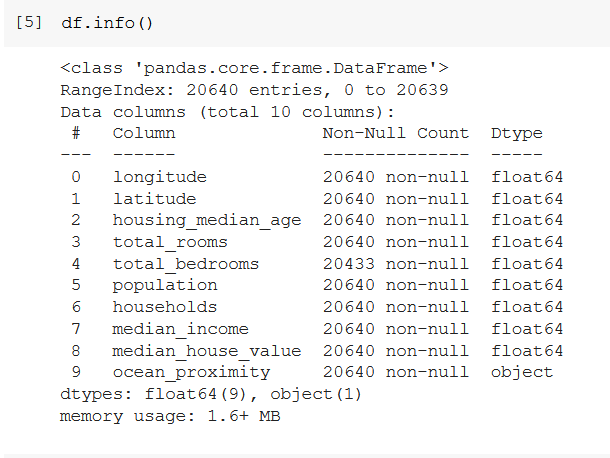 [5] df.info()
<class 'pandas.core.frame.DataFrame'>
RangeIndex: 20640 entries, 0 to 20639
Data columns (total 10 columns):
 #   Column              Non-Null Count  Dtype
---  ------              --------------  -----
 0   longitude           20640 non-null  float64
 1   latitude            20640 non-null  float64
 2   housing_median_age  20640 non-null  float64
 3   total_rooms         20640 non-null  float64
 4   total_bedrooms      20433 non-null  float64
 5   population          20640 non-null  float64
 6   households          20640 non-null  float64
 7   median_income       20640 non-null  float64
 8   median_house_value  20640 non-null  float64
 9   ocean_proximity     20640 non-null  object
dtypes: float64(9), object(1)
memory usage: 1.6+ MB